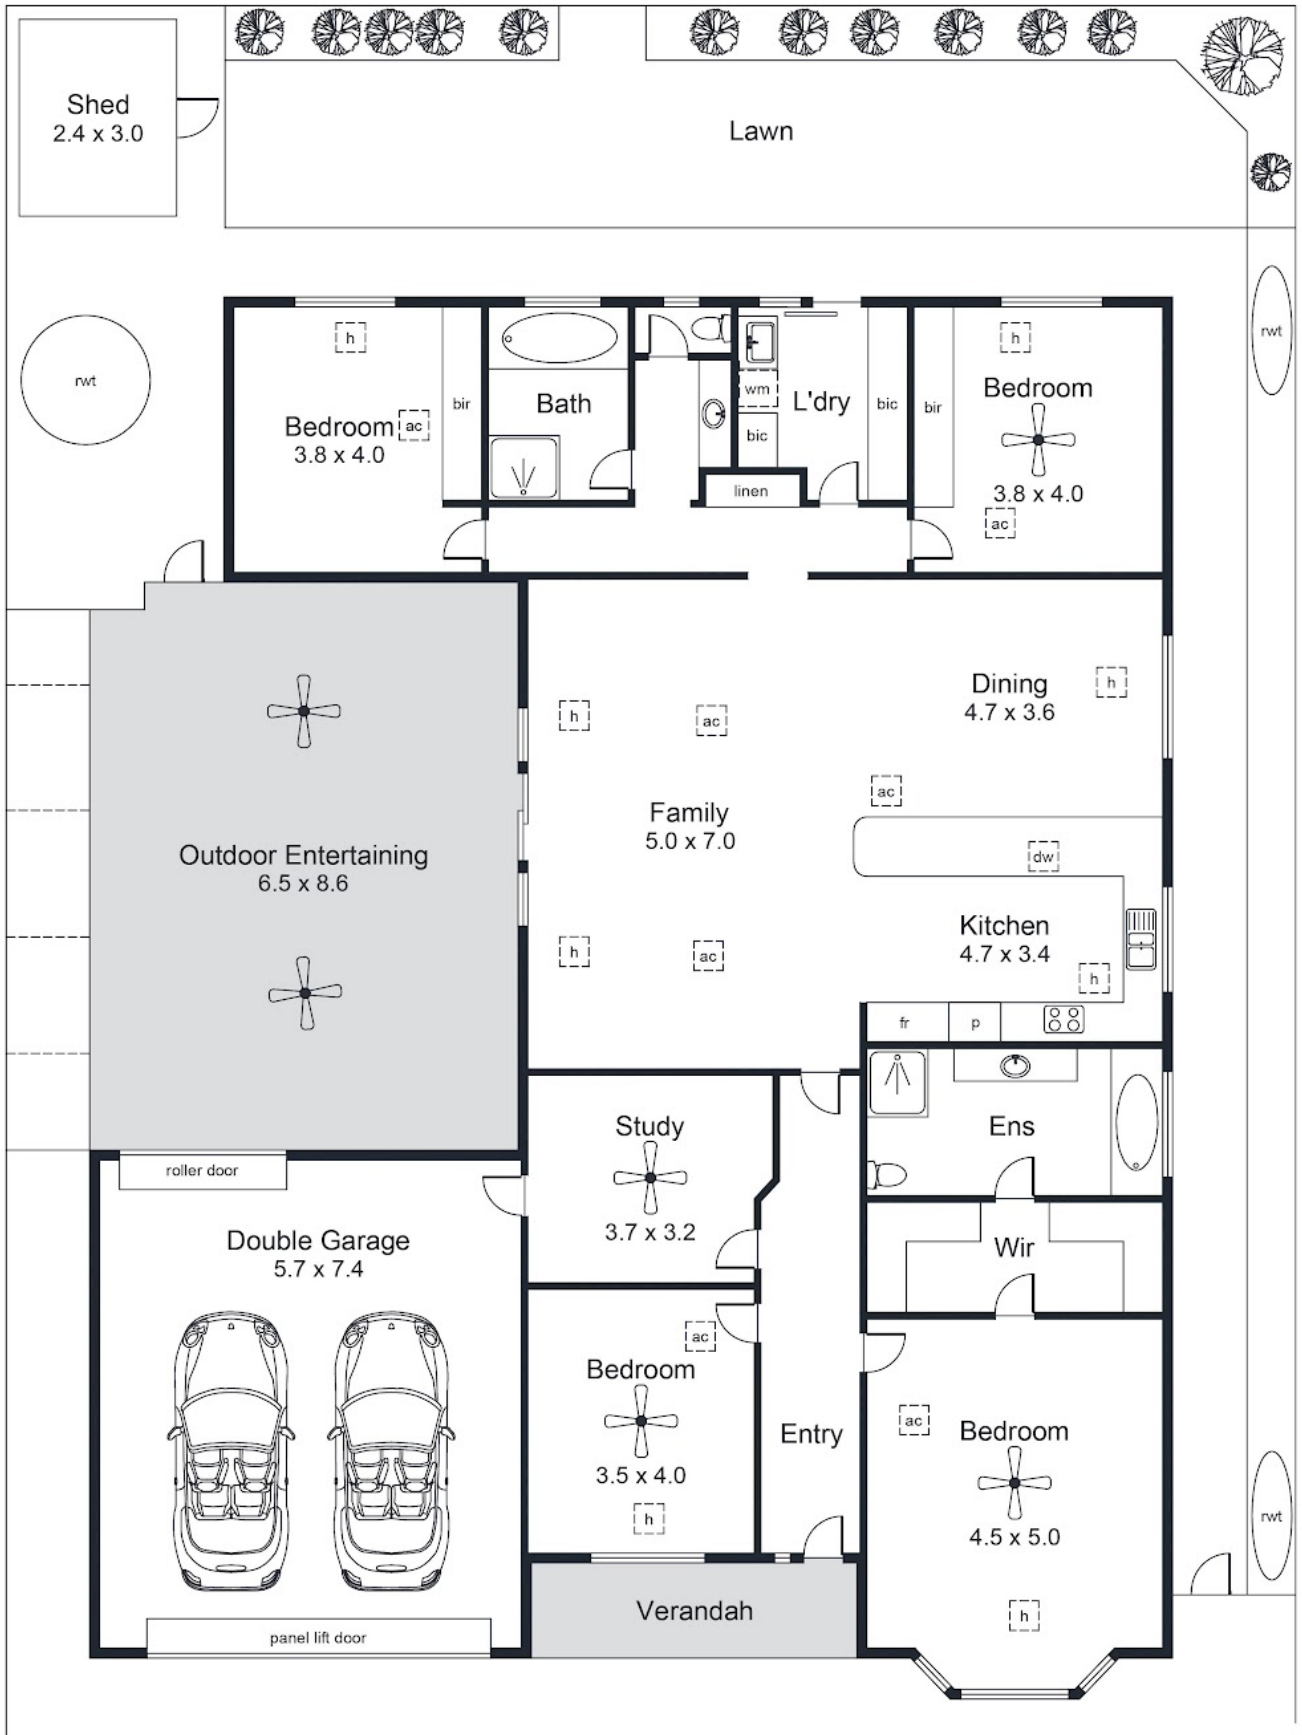 Shed
2.4 x 3.0
Lawn
rwt
rwt
h
Bedroom
3.8 x 4.0
ac
bir
Bath
wm
bic
L'dry
bic
linen
bir
h
Bedroom
3.8 x 4.0
ac
Outdoor Entertaining
6.5 x 8.6
h
ac
Dining
4.7 x 3.6
h
ac
Family
5.0 x 7.0
dw
Kitchen
4.7 x 3.4
h
h
ac
fr
p
roller door
Double Garage
5.7 x 7.4
panel lift door
Study
3.7 x 3.2
Ens
Wir
ac
Bedroom
3.5 x 4.0
h
Entry
ac
Bedroom
4.5 x 5.0
h
rwt
Verandah